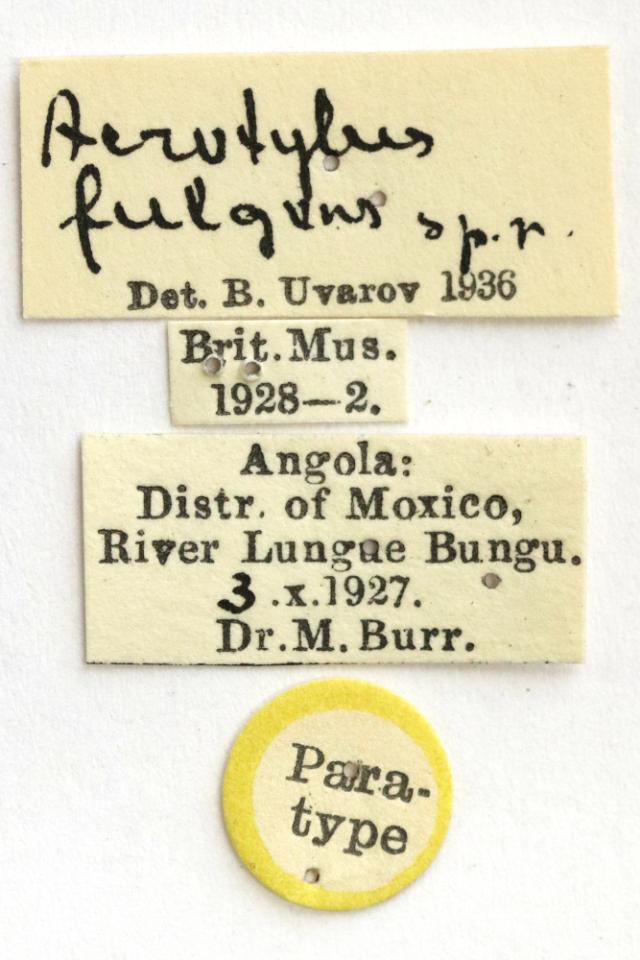 Acrotylus
fulgens sp.n.
Det. B. Uvarov 1936
Brit. Mus.
1928—2.
Angola:
Distr. of Moxico,
River Lungue Bungu.
3.x.1927.
Dr. M. Burr.
Para-
type